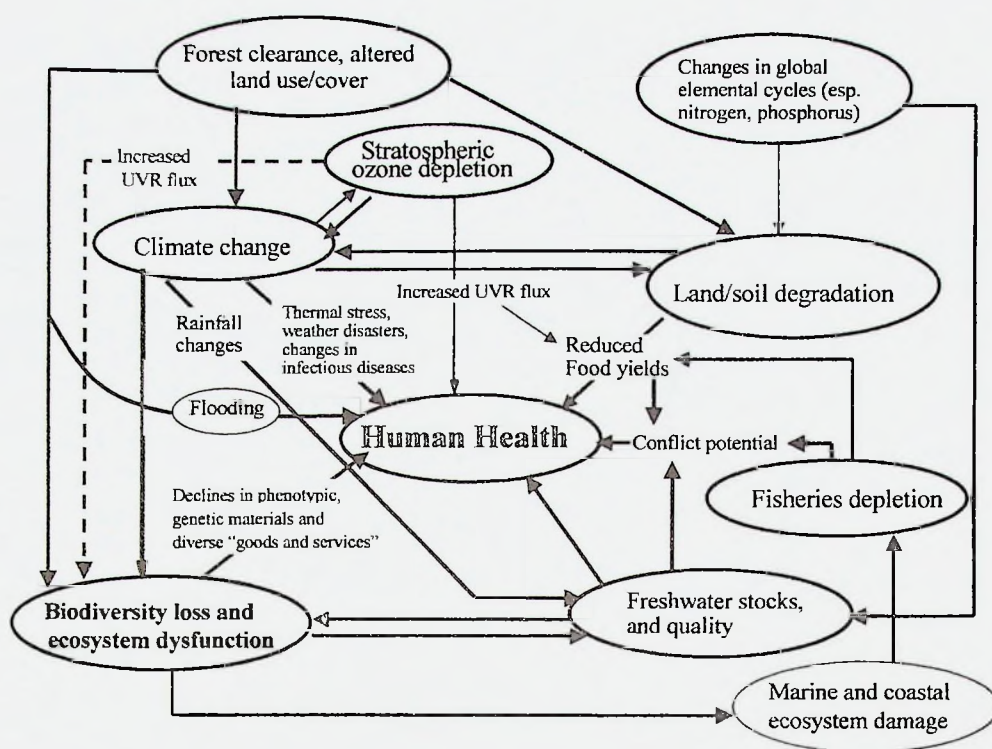 Forest clearance, altered
land use/cover
Changes in global
elemental cycles (esp.
nitrogen, phosphorus)
Increased
UVR flux
Stratospheric
ozone depletion
Climate change
Increased UVR flux
Land/soil degradation
Rainfall
changes
Thermal stress,
weather disasters,
changes in
infectious diseases
Reduced
Food yields
Flooding
Human Health
Conflict potential
Declines in phenotypic,
genetic materials and
diverse “goods and services”
Fisheries depletion
Biodiversity loss and
ecosystem dysfunction
Freshwater stocks,
and quality
Marine and coastal
ecosystem damage